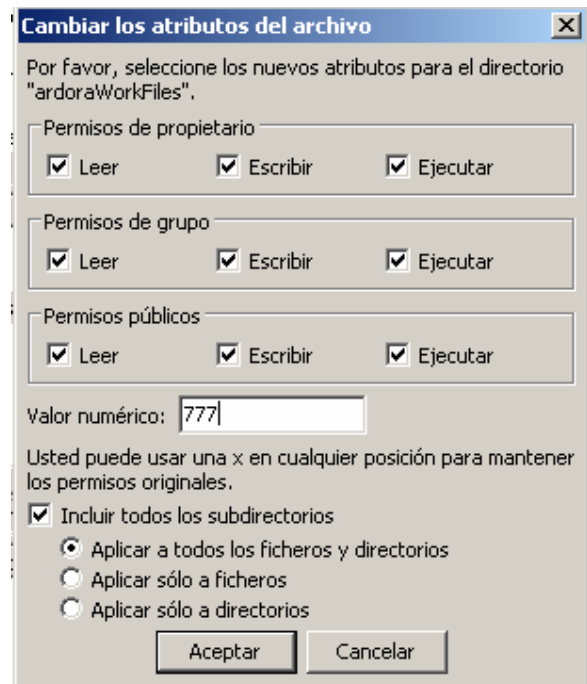 Cambiar los atributos del archivo
Por favor, seleccione los nuevos atributos para el directorio
"ardoraWorkFiles".
Permisos de propietario
Leer Escribir Ejecutar
Permisos de grupo
Leer Escribir Ejecutar
Permisos públicos
Leer Escribir Ejecutar
Valor numérico: 777
Usted puede usar una x en cualquier posición para mantener
los permisos originales.
Incluir todos los subdirectorios
Aplicar a todos los ficheros y directorios
Aplicar sólo a ficheros
Aplicar sólo a directorios
Aceptar Cancelar